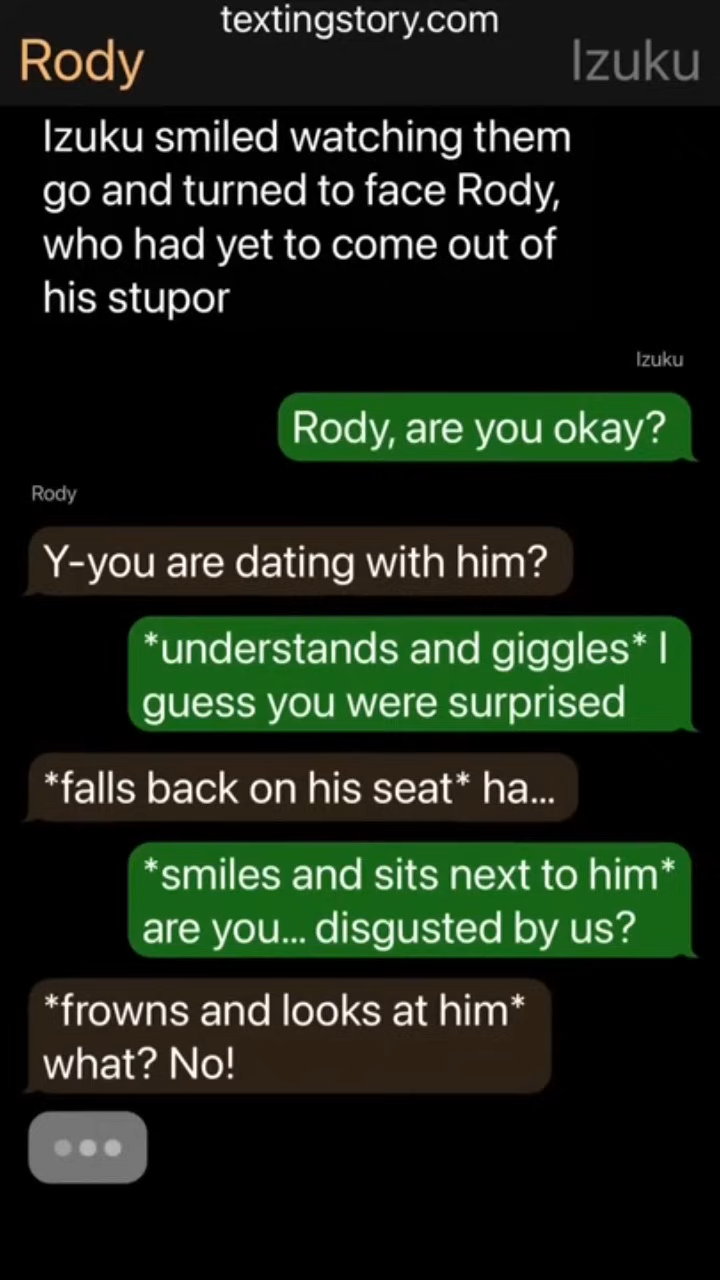 textingstory.com
Rody
Izuku
Izuku smiled watching them
go and turned to face Rody,
who had yet to come out of
his stupor
Izuku
Rody, are you okay?
Rody
Y-you are dating with him?
*understands and giggles* I
guess you were surprised
*falls back on his seat* ha...
*smiles and sits next to him*
are you... disgusted by us?
*frowns and looks at him*
what? No!